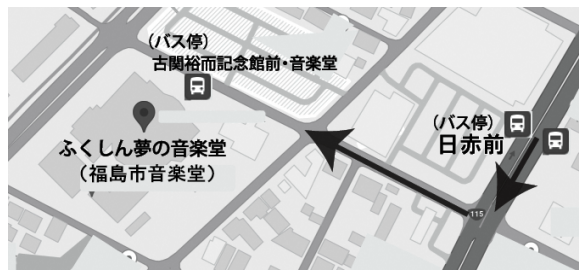 (バス停)
古関裕而記念館前・音楽堂
ふくしん夢の音楽堂
(福島市音楽堂)
(バス停)
日赤前
115